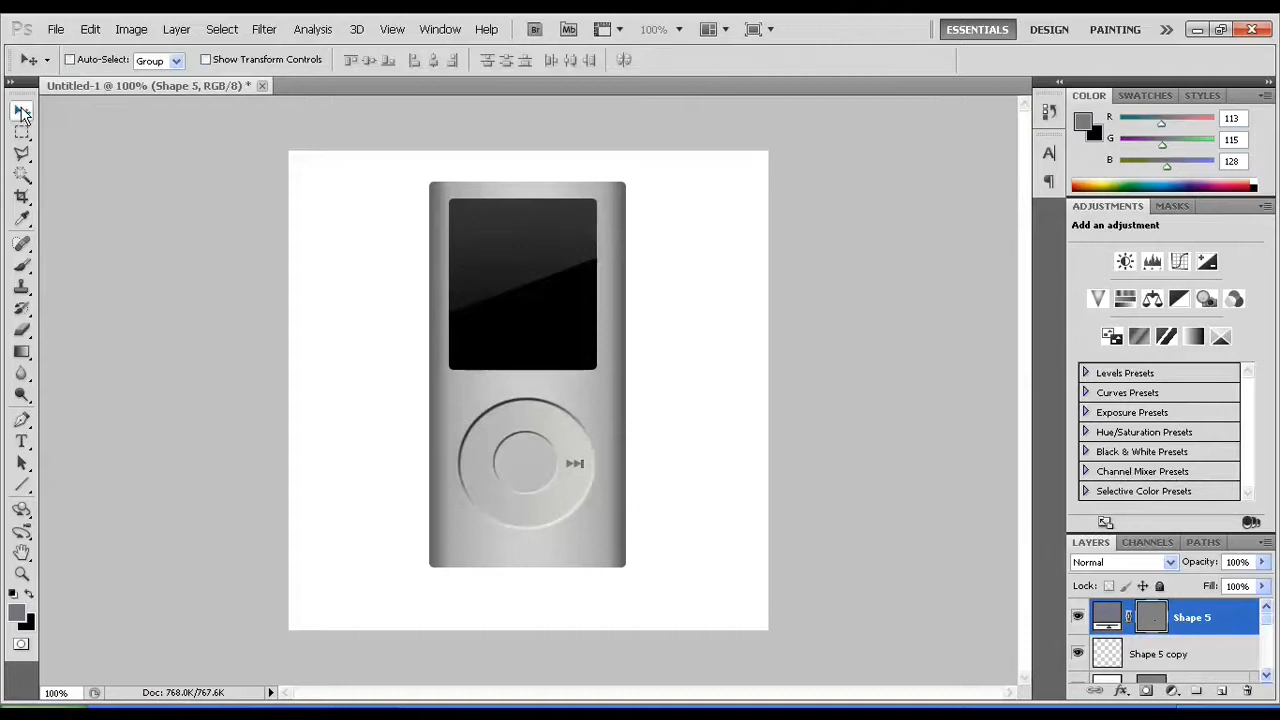 Ps File Edit Image Layer Select Filter Analysis 3D View Window Help Br Mb 100% ESSENTIALS DESIGN PAINTING
Auto-Select: Group Show Transform Controls
Untitled-1 @ 100% (Shape 5, RGB/8) *
COLOR SWATCHES STYLES
R 113
G 115
B 128
ADJUSTMENTS MASKS
Add an adjustment
Levels Presets
Curves Presets
Exposure Presets
Hue/Saturation Presets
Black & White Presets
Channel Mixer Presets
Selective Color Presets
LAYERS CHANNELS PATHS
Normal Opacity: 100%
Lock: Fill: 100%
Shape 5
Shape 5 copy
100% Doc: 768.0K/767.6K